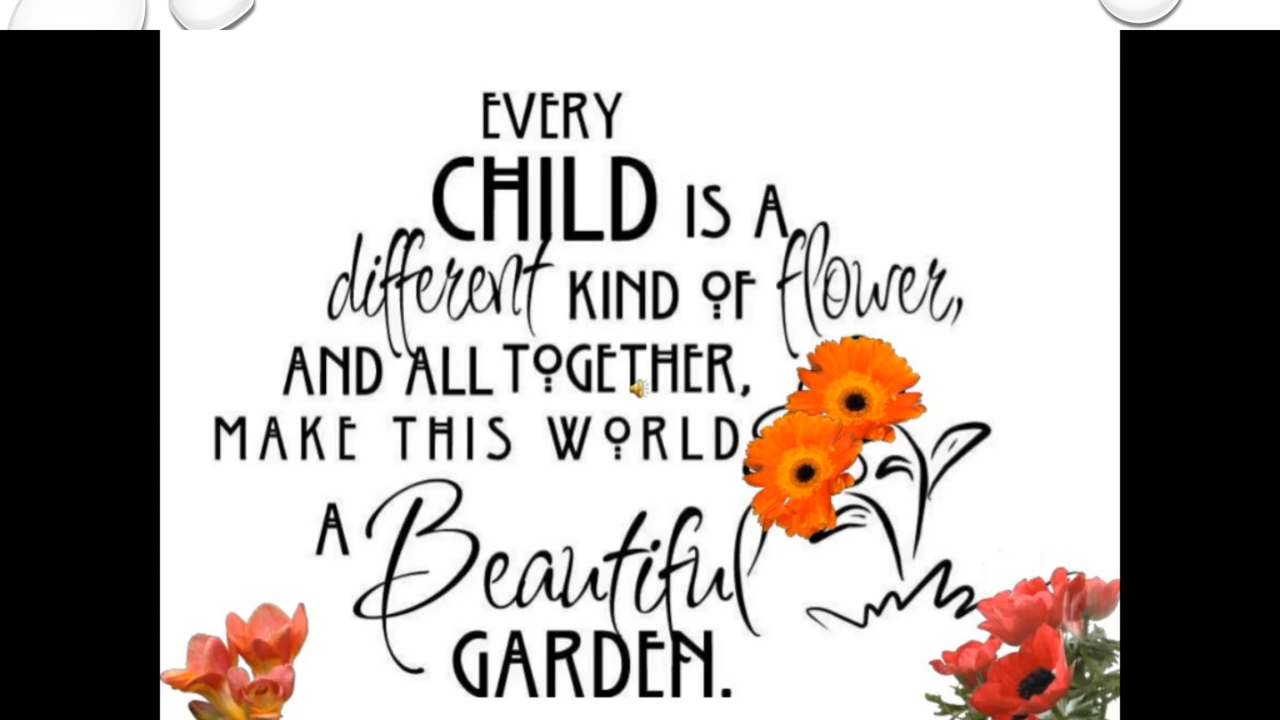 EVERY
CHILD IS A
different KIND OF flower,
AND ALL TOGETHER,
MAKE THIS WORLD
A Beautiful
GARDEN.